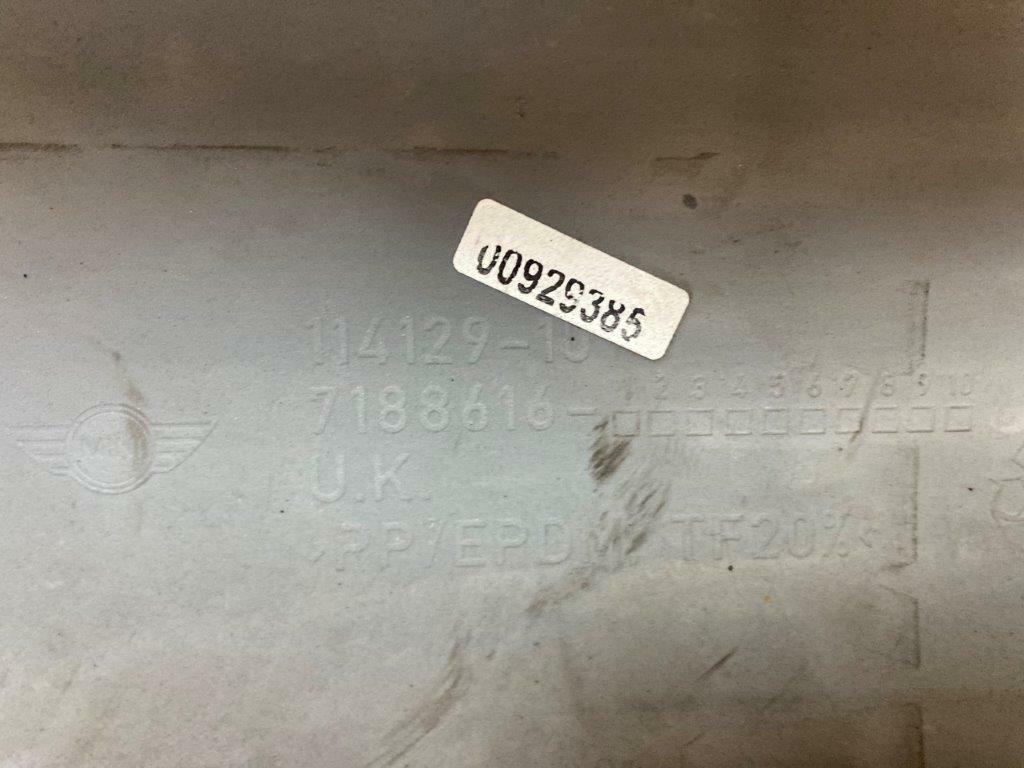 00929385
114129-10
7188616-
1 2 3 4 5 6 7 8 9 10
U.K.
>PP/EPDM TF20%<